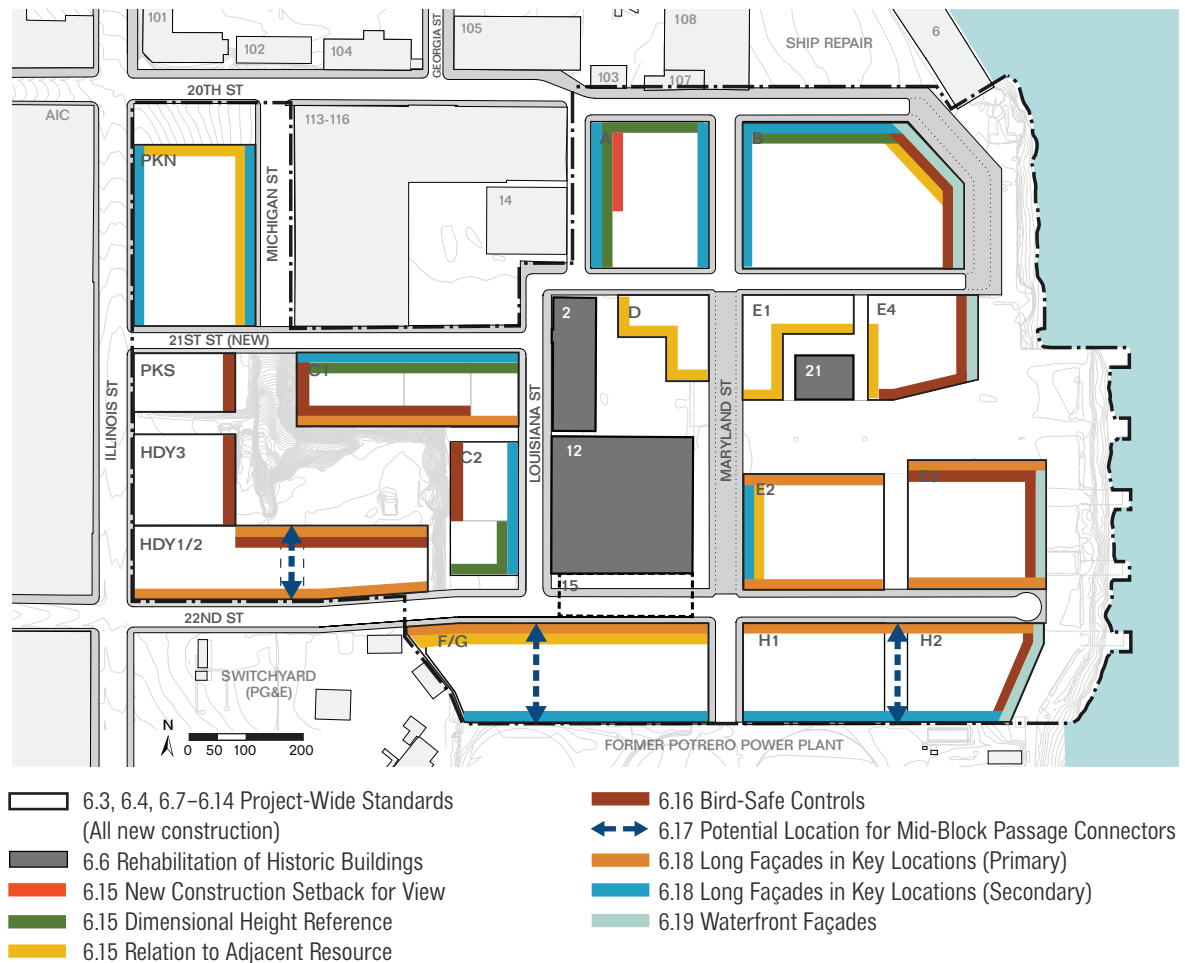 101
102
104
GEORGIA ST
105
108
103
107
SHIP REPAIR
6
20TH ST
AIC
113-116
A
B
PKN
MICHIGAN ST
14
21ST ST (NEW)
2
D
E1
E4
PKS
C1
21
ILLINOIS ST
LOUISIANA ST
MARYLAND ST
HDY3
C2
12
E2
HDY1/2
15
22ND ST
F/G
H1
H2
SWITCHYARD
(PG&E)
N
0 50 100 200
FORMER POTRERO POWER PLANT
6.3, 6.4, 6.7–6.14 Project-Wide Standards
(All new construction)
6.6 Rehabilitation of Historic Buildings
6.15 New Construction Setback for View
6.15 Dimensional Height Reference
6.15 Relation to Adjacent Resource
6.16 Bird-Safe Controls
6.17 Potential Location for Mid-Block Passage Connectors
6.18 Long Façades in Key Locations (Primary)
6.18 Long Façades in Key Locations (Secondary)
6.19 Waterfront Façades